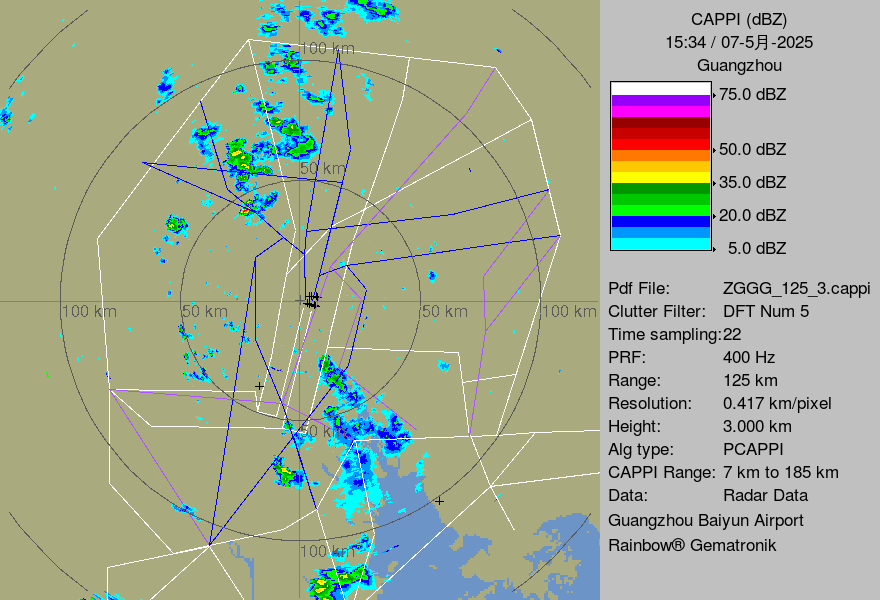 100 km
50 km
100 km
50 km
50 km
100 km
50 km
100 km
CAPPI (dBZ)
15:34 / 07-5月-2025
Guangzhou
75.0 dBZ
50.0 dBZ
35.0 dBZ
20.0 dBZ
5.0 dBZ
Pdf File: ZGGG_125_3.cappi
Clutter Filter: DFT Num 5
Time sampling:22
PRF: 400 Hz
Range: 125 km
Resolution: 0.417 km/pixel
Height: 3.000 km
Alg type: PCAPPI
CAPPI Range: 7 km to 185 km
Data: Radar Data
Guangzhou Baiyun Airport
Rainbow® Gematronik